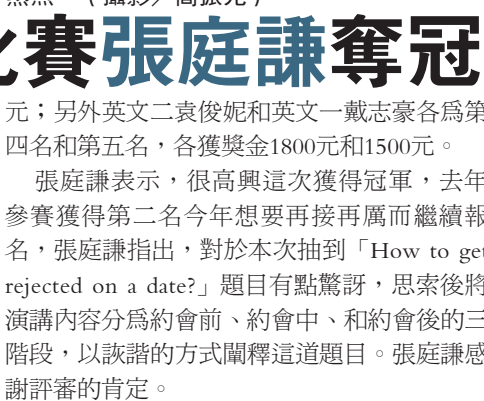 賽張庭謙奪冠
元；另外英文二袁俊妮和英文一戴志豪各為第
四名和第五名，各獲獎金1800元和1500元。
張庭謙表示，很高興這次獲得冠軍，去年
參賽獲得第二名今年想要再接再厲而繼續報
名，張庭謙指出，對於本次抽到「How to get
rejected on a date?」題目有點驚訝，思索後將
演講內容分為約會前、約會中、和約會後的三
階段，以詼諧的方式闡釋這道題目。張庭謙感
謝評審的肯定。